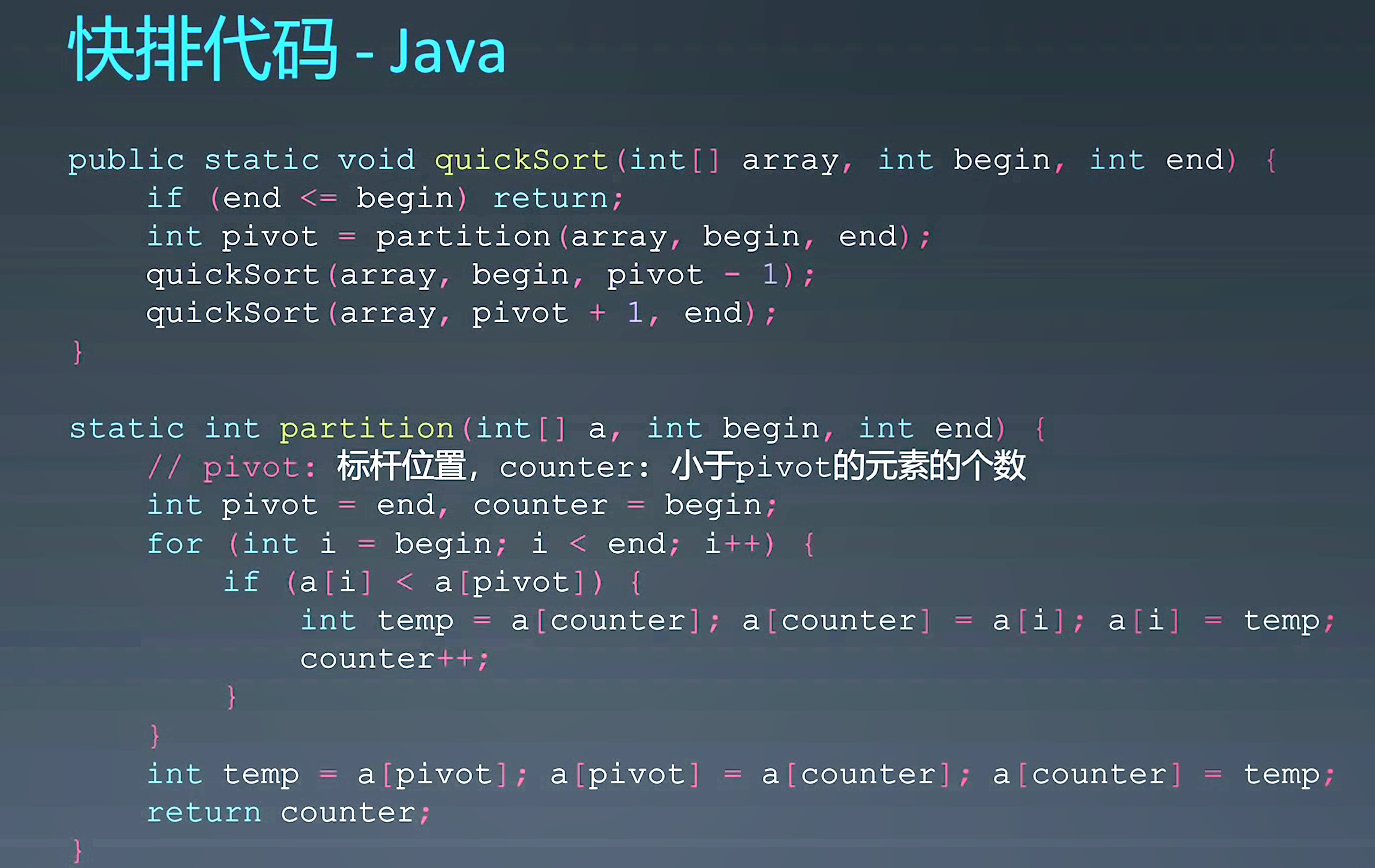 快排代码 - Java
public static void quickSort(int[] array, int begin, int end) {
    if (end <= begin) return;
    int pivot = partition(array, begin, end);
    quickSort(array, begin, pivot - 1);
    quickSort(array, pivot + 1, end);
}
static int partition(int[] a, int begin, int end) {
    // pivot: 标杆位置，counter: 小于pivot的元素的个数
    int pivot = end, counter = begin;
    for (int i = begin; i < end; i++) {
        if (a[i] < a[pivot]) {
            int temp = a[counter]; a[counter] = a[i]; a[i] = temp;
            counter++;
        }
    }
    int temp = a[pivot]; a[pivot] = a[counter]; a[counter] = temp;
    return counter;
}